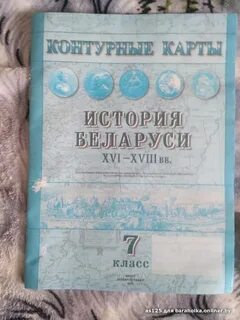 КОНТУРНЫЕ КАРТЫ
ИСТОРИЯ
БЕЛАРУСИ
XVI–XVIII вв.
7
класс
as125 для baraholka.onliner.by